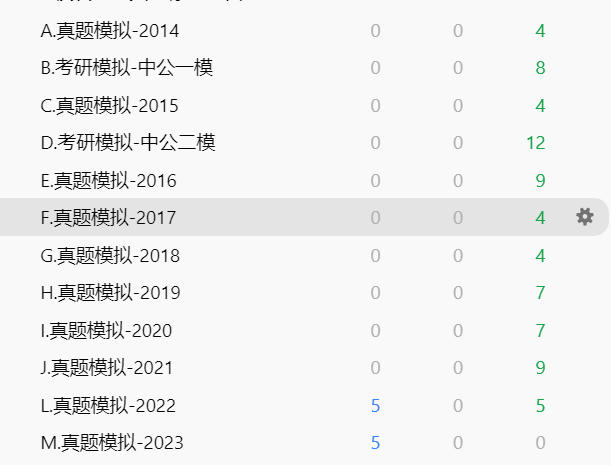 A.真题模拟-2014 0 0 4
B.考研模拟-中公一模 0 0 8
C.真题模拟-2015 0 0 4
D.考研模拟-中公二模 0 0 12
E.真题模拟-2016 0 0 9
F.真题模拟-2017 0 0 4
G.真题模拟-2018 0 0 4
H.真题模拟-2019 0 0 7
I.真题模拟-2020 0 0 7
J.真题模拟-2021 0 0 9
L.真题模拟-2022 5 0 5
M.真题模拟-2023 5 0 0